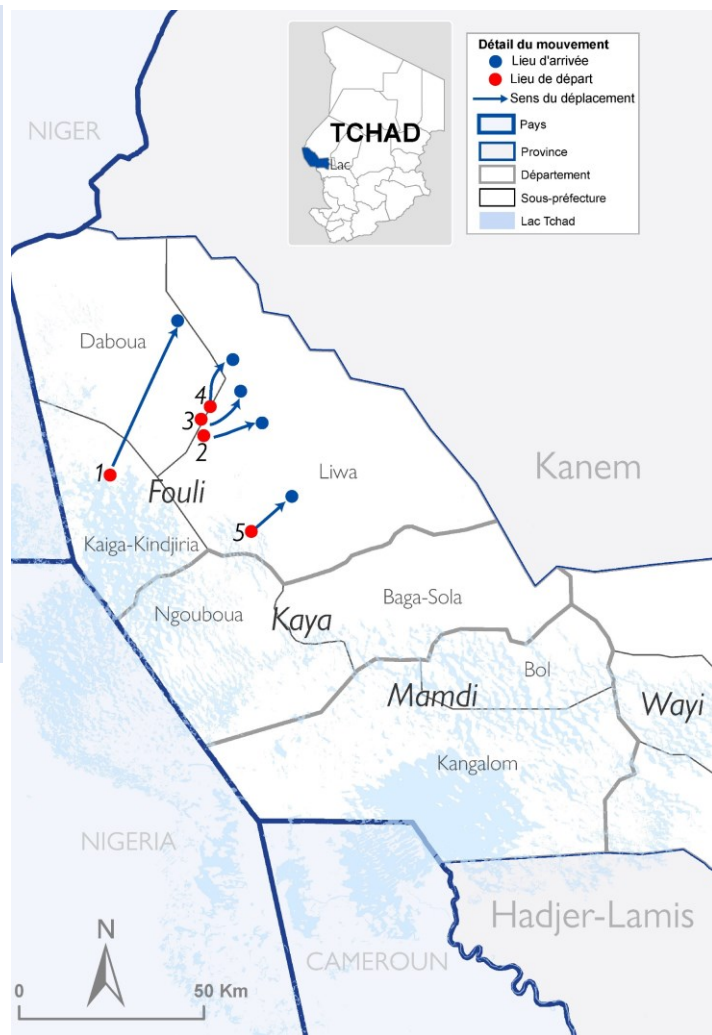 Détail du mouvement
Lieu d'arrivée
Lieu de départ
Sens du déplacement
Pays
Province
Département
Sous-préfecture
Lac Tchad
TCHAD
Lac
NIGER
Daboua
4
3
2
1
Fouli
Liwa
Kanem
5
Kaiga-Kindjiria
Ngouboua
Kaya
Baga-Sola
Mamdi
Bol
Wayi
Kangalom
NIGERIA
Hadjer-Lamis
CAMEROUN
N
0 50 Km